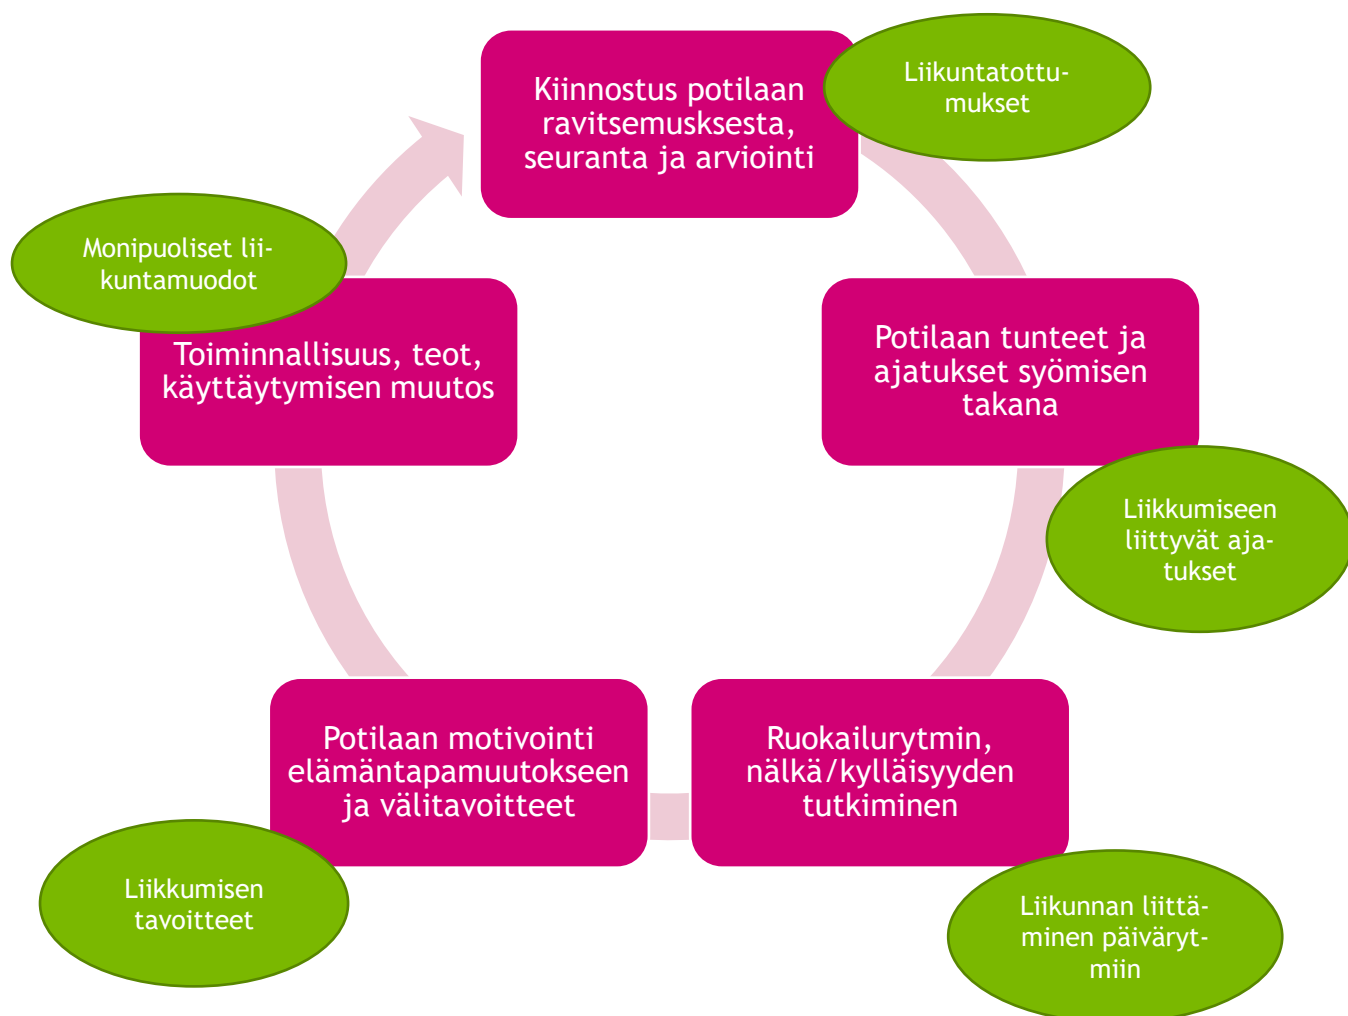 Kiinnostus potilaan
ravitsemusksesta,
seuranta ja arviointi
Liikuntatottu-
mukset
Potilaan tunteet ja
ajatukset syömisen
takana
Liikkumiseen
liittyvät aja-
tukset
Ruokailurytmin,
nälkä/kylläisyyden
tutkiminen
Liikunnan liittä-
minen päiväryt-
miin
Potilaan motivointi
elämäntapamuutokseen
ja välitavoitteet
Liikkumisen
tavoitteet
Toiminnallisuus, teot,
käyttäytymisen muutos
Monipuoliset lii-
kuntamuodot